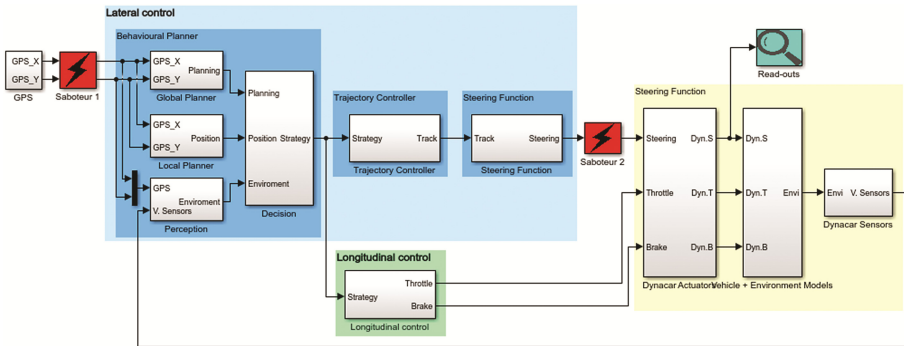 Lateral control
Behavioural Planner
GPS_X
GPS_Y
GPS
Saboteur 1
GPS_X
GPS_Y
Planning
Global Planner
GPS_X
GPS_Y
Position
Local Planner
GPS
V. Sensors
Enviroment
Perception
Planning
Position
Strategy
Enviroment
Decision
Trajectory Controller
Strategy
Track
Trajectory Controller
Steering Function
Track
Steering
Steering Function
Saboteur 2
Read-outs
Steering Function
Steering
Dyn.S
Throttle
Dyn.T
Brake
Dyn.B
Dynacar Actuators
Dyn.S
Dyn.T
Envi
Dyn.B
Vehicle + Environment Models
Envi
V. Sensors
Dynacar Sensors
Longitudinal control
Strategy
Throttle
Brake
Longitudinal control